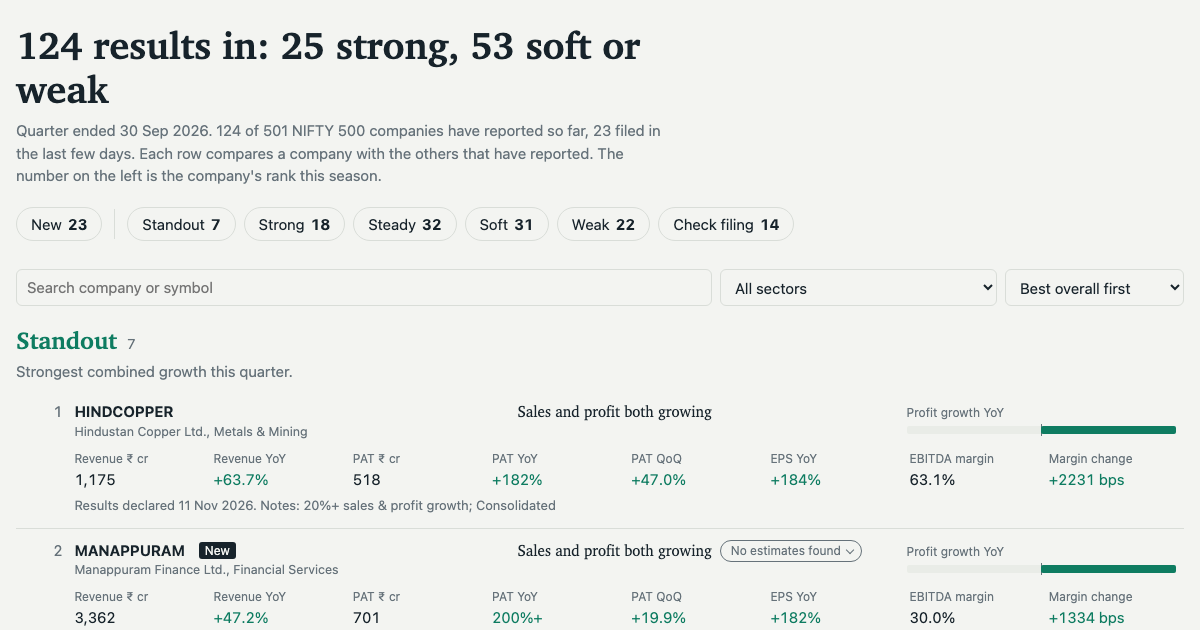 124 results in: 25 strong, 53 soft or
weak
Quarter ended 30 Sep 2026. 124 of 501 NIFTY 500 companies have reported so far, 23 filed in
the last few days. Each row compares a company with the others that have reported. The
number on the left is the company's rank this season.
New 23 Standout 7 Strong 18 Steady 32 Soft 31 Weak 22 Check filing 14
Search company or symbol All sectors Best overall first
Standout 7
Strongest combined growth this quarter.
1 HINDCOPPER Sales and profit both growing Profit growth YoY
Hindustan Copper Ltd., Metals & Mining
Revenue ₹ cr Revenue YoY PAT ₹ cr PAT YoY PAT QoQ EPS YoY EBITDA margin Margin change
1,175 +63.7% 518 +182% +47.0% +184% 63.1% +2231 bps
Results declared 11 Nov 2026. Notes: 20%+ sales & profit growth; Consolidated
2 MANAPPURAM New Sales and profit both growing No estimates found Profit growth YoY
Manappuram Finance Ltd., Financial Services
Revenue ₹ cr Revenue YoY PAT ₹ cr PAT YoY PAT QoQ EPS YoY EBITDA margin Margin change
3,362 +47.2% 701 200%+ +19.9% +182% 30.0% +1334 bps